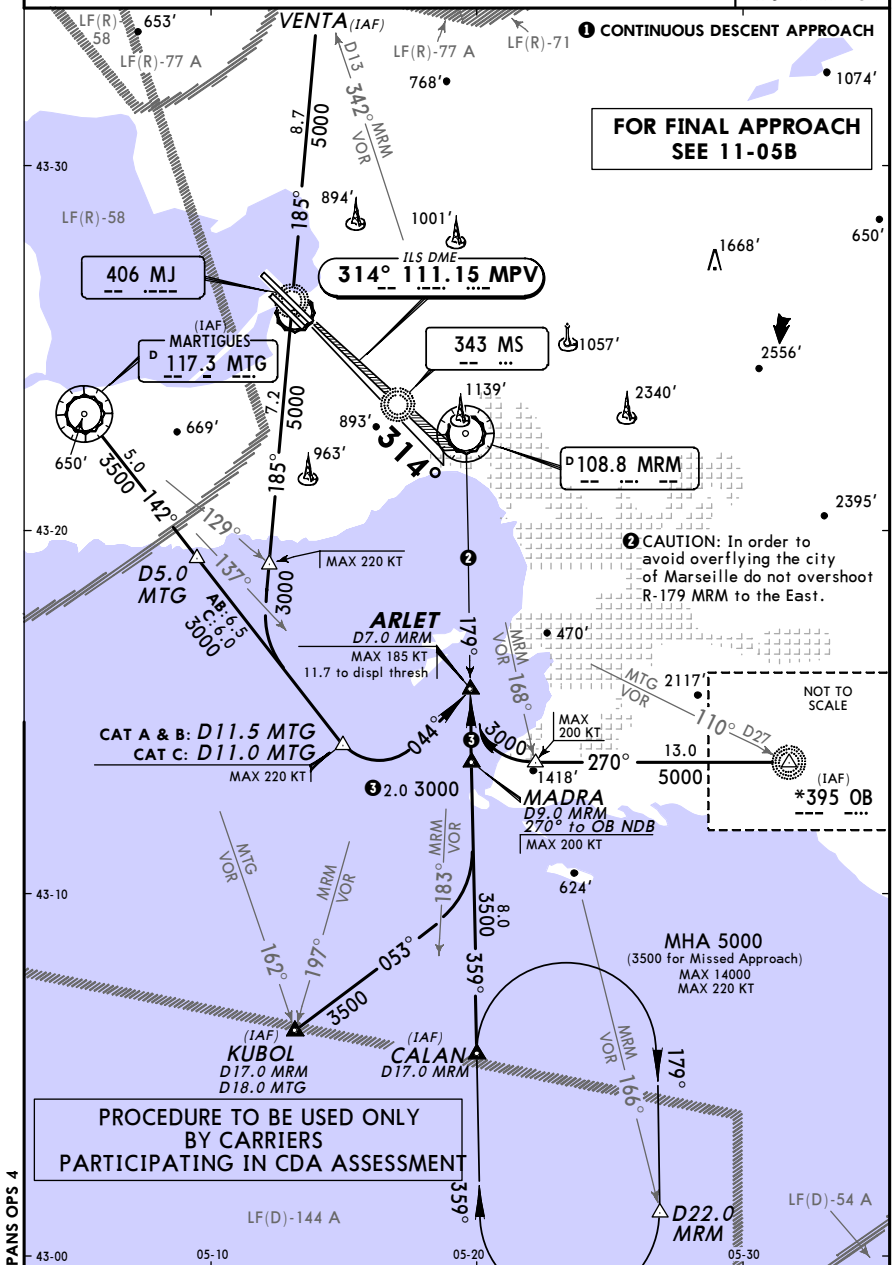 LF(R)-
58
653′
LF(R)-77 A
VENTA (IAF)
LF(R)-77 A
LF(R)-71
1 CONTINUOUS DESCENT APPROACH
D13
342°
MRM
VOR
768′
1074′
8.7
5000
FOR FINAL APPROACH
SEE 11-05B
43-30
LF(R)-58
185°
894′
1001′
650′
1668′
406 MJ
-- ·----
ILS DME
314° 111.15 MPV
-- ·--· ···-
(IAF)
MARTIGUES
D 117.3 MTG
-- - --·
343 MS
-- ···
1057′
2556′
1139′
2340′
7.2
5000
893′
314°
669′
650′
5.0
3500
963′
D 108.8 MRM
-- ·-· --
185°
142°
2395′
43-20
129°
137°
MAX 220 KT
2
2 CAUTION: In order to
avoid overflying the city
of Marseille do not overshoot
R-179 MRM to the East.
D5.0
MTG
3000
AB:6.5
C:6.0
3000
ARLET
D7.0 MRM
MAX 185 KT
11.7 to displ thresh
179°
MRM
VOR
168°
470′
MTG
VOR
110°
D27
2117′
NOT TO
SCALE
CAT A & B: D11.5 MTG
CAT C: D11.0 MTG
MAX 220 KT
044°
3
3000
MAX
200 KT
270°
13.0
5000
(IAF)
*395 OB
--- -···
3 2.0 3000
1418′
MADRA
D9.0 MRM
270° to OB NDB
MAX 200 KT
MTG
VOR
162°
MRM
VOR
197°
183°
MRM
VOR
43-10
8.0
3500
624′
359°
053°
3500
MHA 5000
(3500 for Missed Approach)
MAX 14000
MAX 220 KT
(IAF)
KUBOL
D17.0 MRM
D18.0 MTG
(IAF)
CALAN
D17.0 MRM
MRM
VOR
166°
179°
PROCEDURE TO BE USED ONLY
BY CARRIERS
PARTICIPATING IN CDA ASSESSMENT
359°
LF(D)-144 A
D22.0
MRM
LF(D)-54 A
PANS OPS 4
43-00
05-10
05-20
05-30